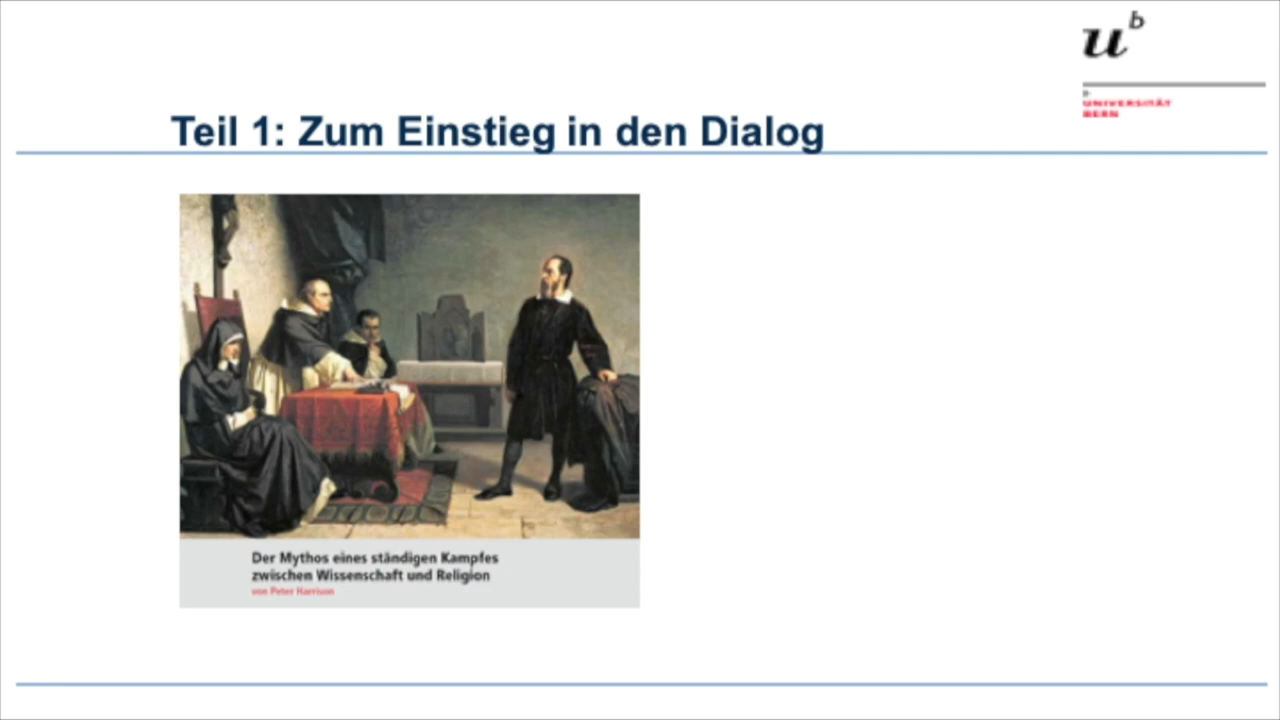 u^b
b
UNIVERSITÄT
BERN
Teil 1: Zum Einstieg in den Dialog
Der Mythos eines ständigen Kampfes
zwischen Wissenschaft und Religion
von Peter Harrison